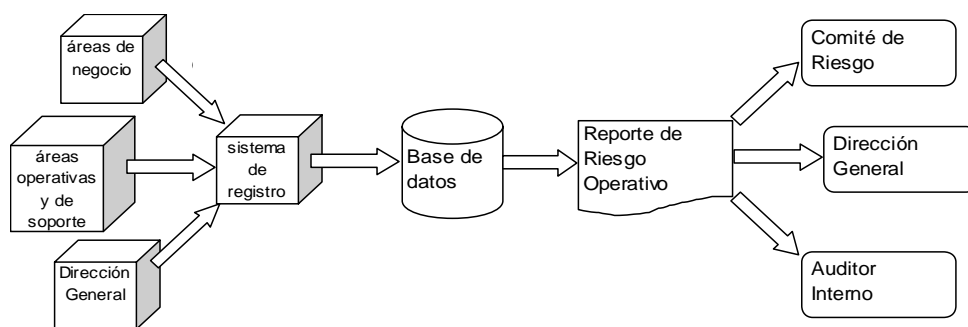 áreas de
negocio
áreas
operativas
y de
soporte
Dirección
General
sistema
de
registro
Base de
datos
Reporte de
Riesgo
Operativo
Comité de
Riesgo
Dirección
General
Auditor
Interno